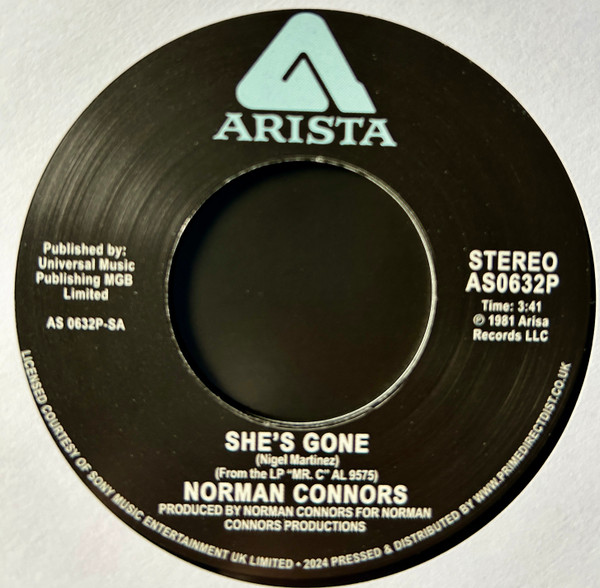 ARISTA
Published by:
Universal Music
Publishing MGB
Limited
AS 0632P-SA
STEREO
AS0632P
Time: 3:41
℗ 1981 Arisa
Records LLC
SHE'S GONE
(Nigel Martinez)
(From the LP "MR. C" AL 9575)
NORMAN CONNORS
PRODUCED BY NORMAN CONNORS FOR NORMAN
CONNORS PRODUCTIONS
LICENSED COURTESY OF SONY MUSIC ENTERTAINMENT UK LIMITED • 2024 PRESSED & DISTRIBUTED BY WWW.PRIMEDIRECTDIST.CO.UK